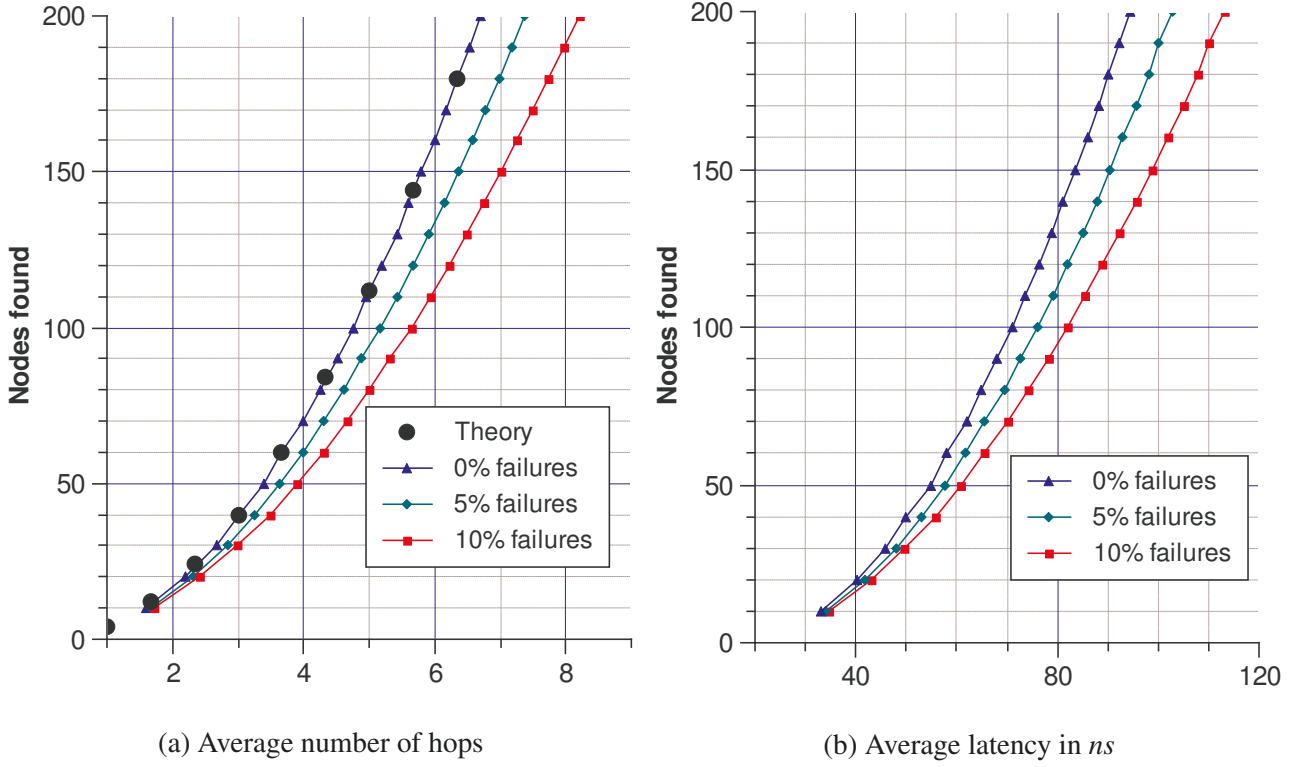 200
150
100
50
0
Nodes found
2 4 6 8
Theory
0% failures
5% failures
10% failures
(a) Average number of hops
200
150
100
50
0
Nodes found
40 80 120
0% failures
5% failures
10% failures
(b) Average latency in ns